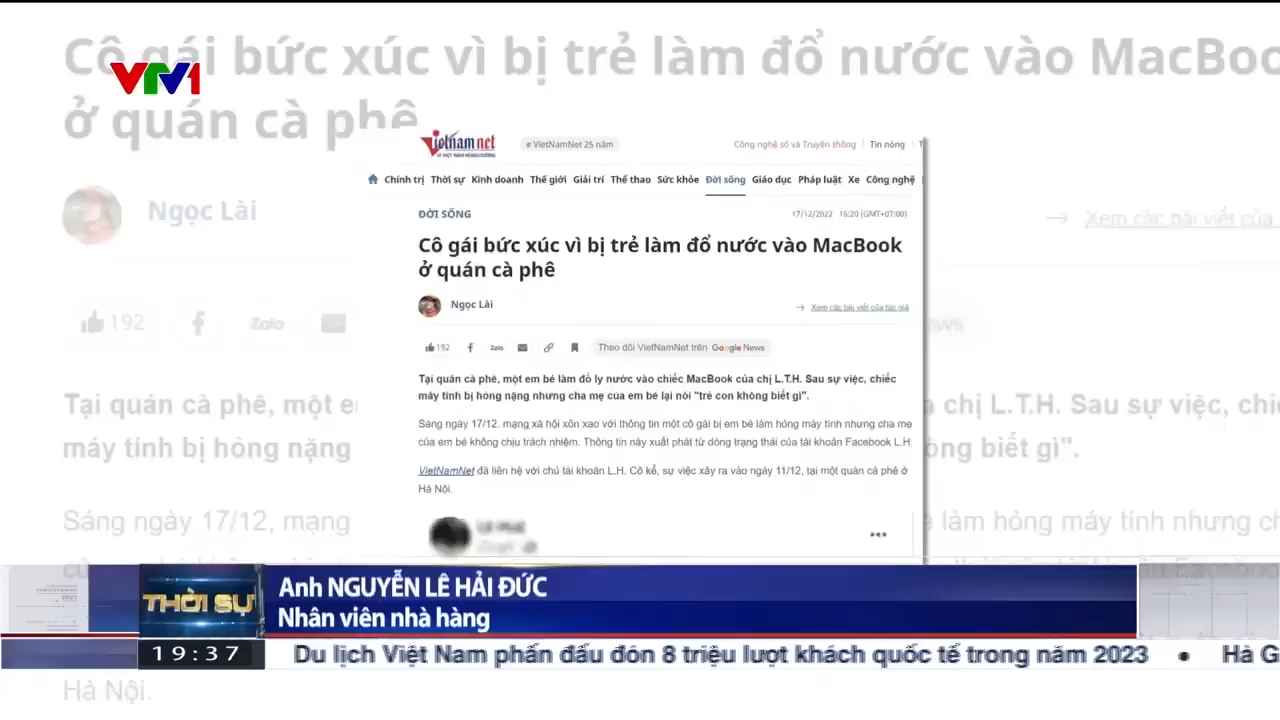 Cô gái bức xúc vì bị trẻ làm đổ nước vào MacBoo
ở quán cà phê
VTV1
Ngọc Lài
Xem các bài viết của
192
Zalo
Tại quán cà phê, một e
chị L.T.H. Sau sự việc, chiế
máy tính bị hỏng nặng
ông biết gì".
Sáng ngày 17/12, mạng
làm hỏng máy tính nhưng ch
Hà Nội.
Vietnamnet
# VietNamNet 25 năm
Công nghệ số và Truyền thông
Tin nóng
Chính trị Thời sự Kinh doanh Thế giới Giải trí Thể thao Sức khỏe Đời sống Giáo dục Pháp luật Xe Công nghệ
ĐỜI SỐNG
17/12/2022 16:20 (GMT+07:00)
Cô gái bức xúc vì bị trẻ làm đổ nước vào MacBook
ở quán cà phê
Ngọc Lài
Xem các bài viết của tác giả
192
Zalo
Theo dõi VietNamNet trên Google News
Tại quán cà phê, một em bé làm đổ ly nước vào chiếc MacBook của chị L.T.H. Sau sự việc, chiếc
máy tính bị hỏng nặng nhưng cha mẹ của em bé lại nói "trẻ con không biết gì".
Sáng ngày 17/12. mạng xã hội xôn xao với thông tin một cô gái bị em bé làm hỏng máy tính nhưng cha mẹ
của em bé không chịu trách nhiệm. Thông tin này xuất phát từ dòng trạng thái của tài khoản Facebook L.H.
VietNamNet đã liên hệ với chủ tài khoản L.H. Cô kể, sự việc xảy ra vào ngày 11/12, tại một quán cà phê ở
Hà Nội.
THỜI SỰ
Anh NGUYỄN LÊ HẢI ĐỨC
Nhân viên nhà hàng
19:37
Du lịch Việt Nam phấn đấu đón 8 triệu lượt khách quốc tế trong năm 2023 • Hà G